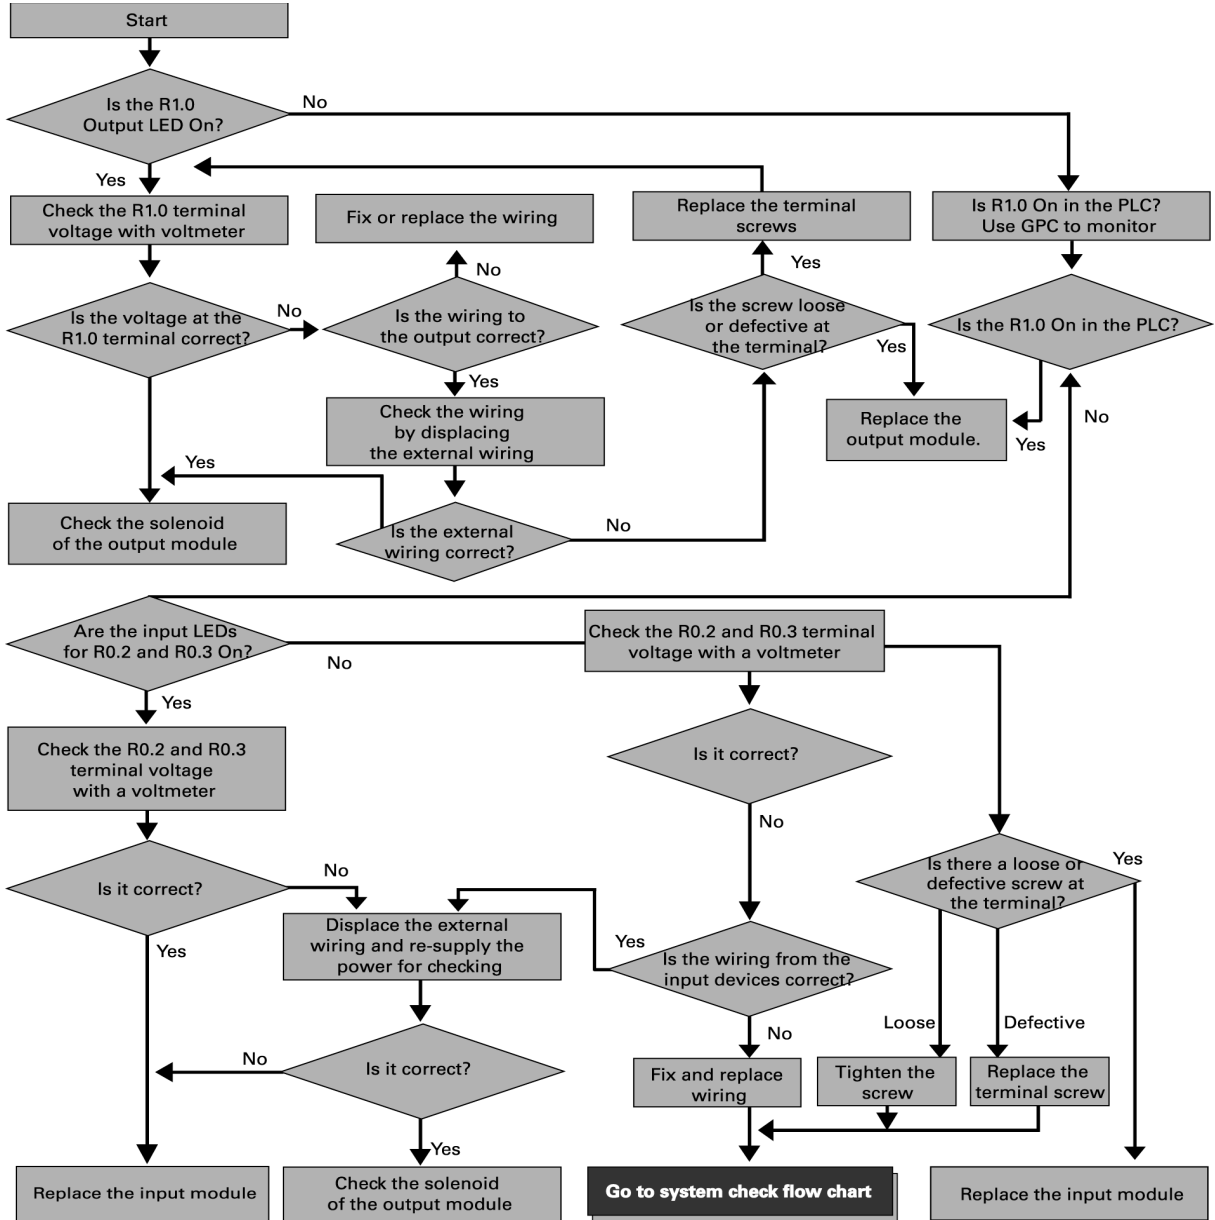 Start
Is the R1.0
Output LED On?
No
Yes
Check the R1.0 terminal
voltage with voltmeter
Fix or replace the wiring
Replace the terminal
screws
Is R1.0 On in the PLC?
Use GPC to monitor
No
Yes
Is the voltage at the
R1.0 terminal correct?
No
Is the wiring to
the output correct?
Is the screw loose
or defective at
the terminal?
Yes
Is the R1.0 On in the PLC?
Yes
Check the wiring
by displacing
the external wiring
Replace the
output module.
Yes
No
Yes
Check the solenoid
of the output module
Is the external
wiring correct?
No
Are the input LEDs
for R0.2 and R0.3 On?
No
Check the R0.2 and R0.3 terminal
voltage with a voltmeter
Yes
Check the R0.2 and R0.3
terminal voltage
with a voltmeter
Is it correct?
No
Is it correct?
No
Is there a loose or
defective screw at
the terminal?
Yes
Yes
Displace the external
wiring and re-supply the
power for checking
Yes
Is the wiring from the
input devices correct?
Loose
Defective
No
No
Is it correct?
Fix and replace
wiring
Tighten the
screw
Replace the
terminal screw
Yes
Replace the input module
Check the solenoid
of the output module
Go to system check flow chart
Replace the input module